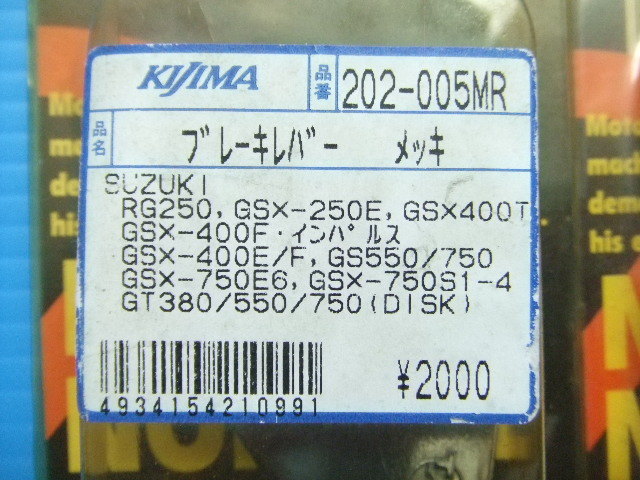 KIJIMA 品番 202-005MR
品名 ブレーキレバー メッキ
SUZUKI
RG250, GSX-250E, GSX400T
GSX-400F・インパルス
GSX-400E/F, GS550/750
GSX-750E6, GSX-750S1-4
GT380/550/750(DISK)
4934154210991
¥2000